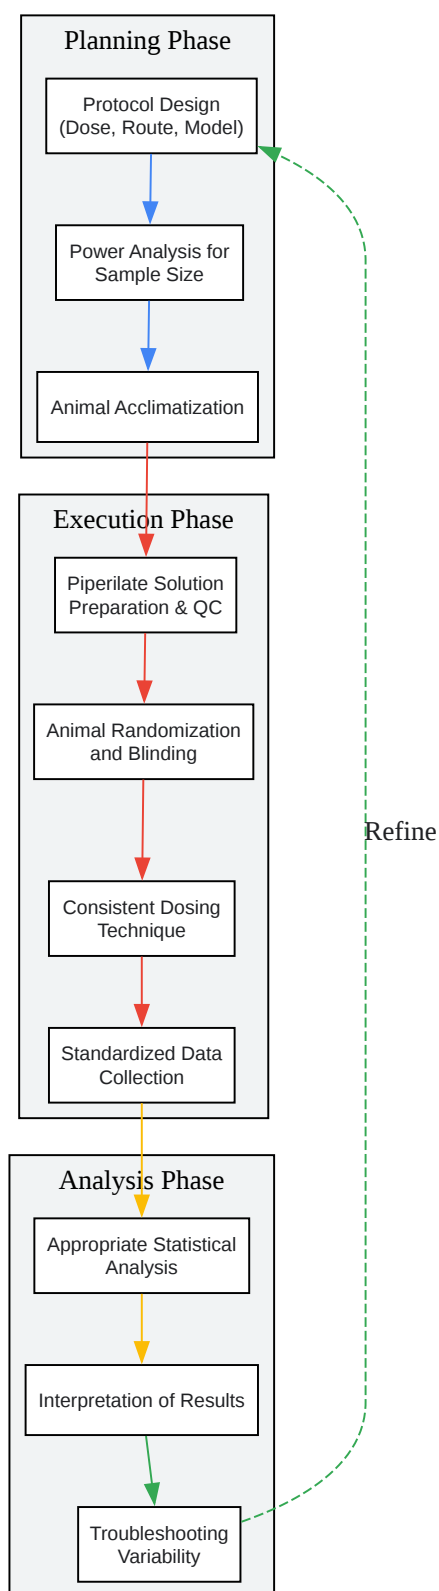 Planning Phase
Protocol Design
(Dose, Route, Model)
Power Analysis for
Sample Size
Animal Acclimatization
Execution Phase
Piperilate Solution
Preparation & QC
Animal Randomization
and Blinding
Refine
Consistent Dosing
Technique
Standardized Data
Collection
Analysis Phase
Appropriate Statistical
Analysis
Interpretation of Results
Troubleshooting
Variability